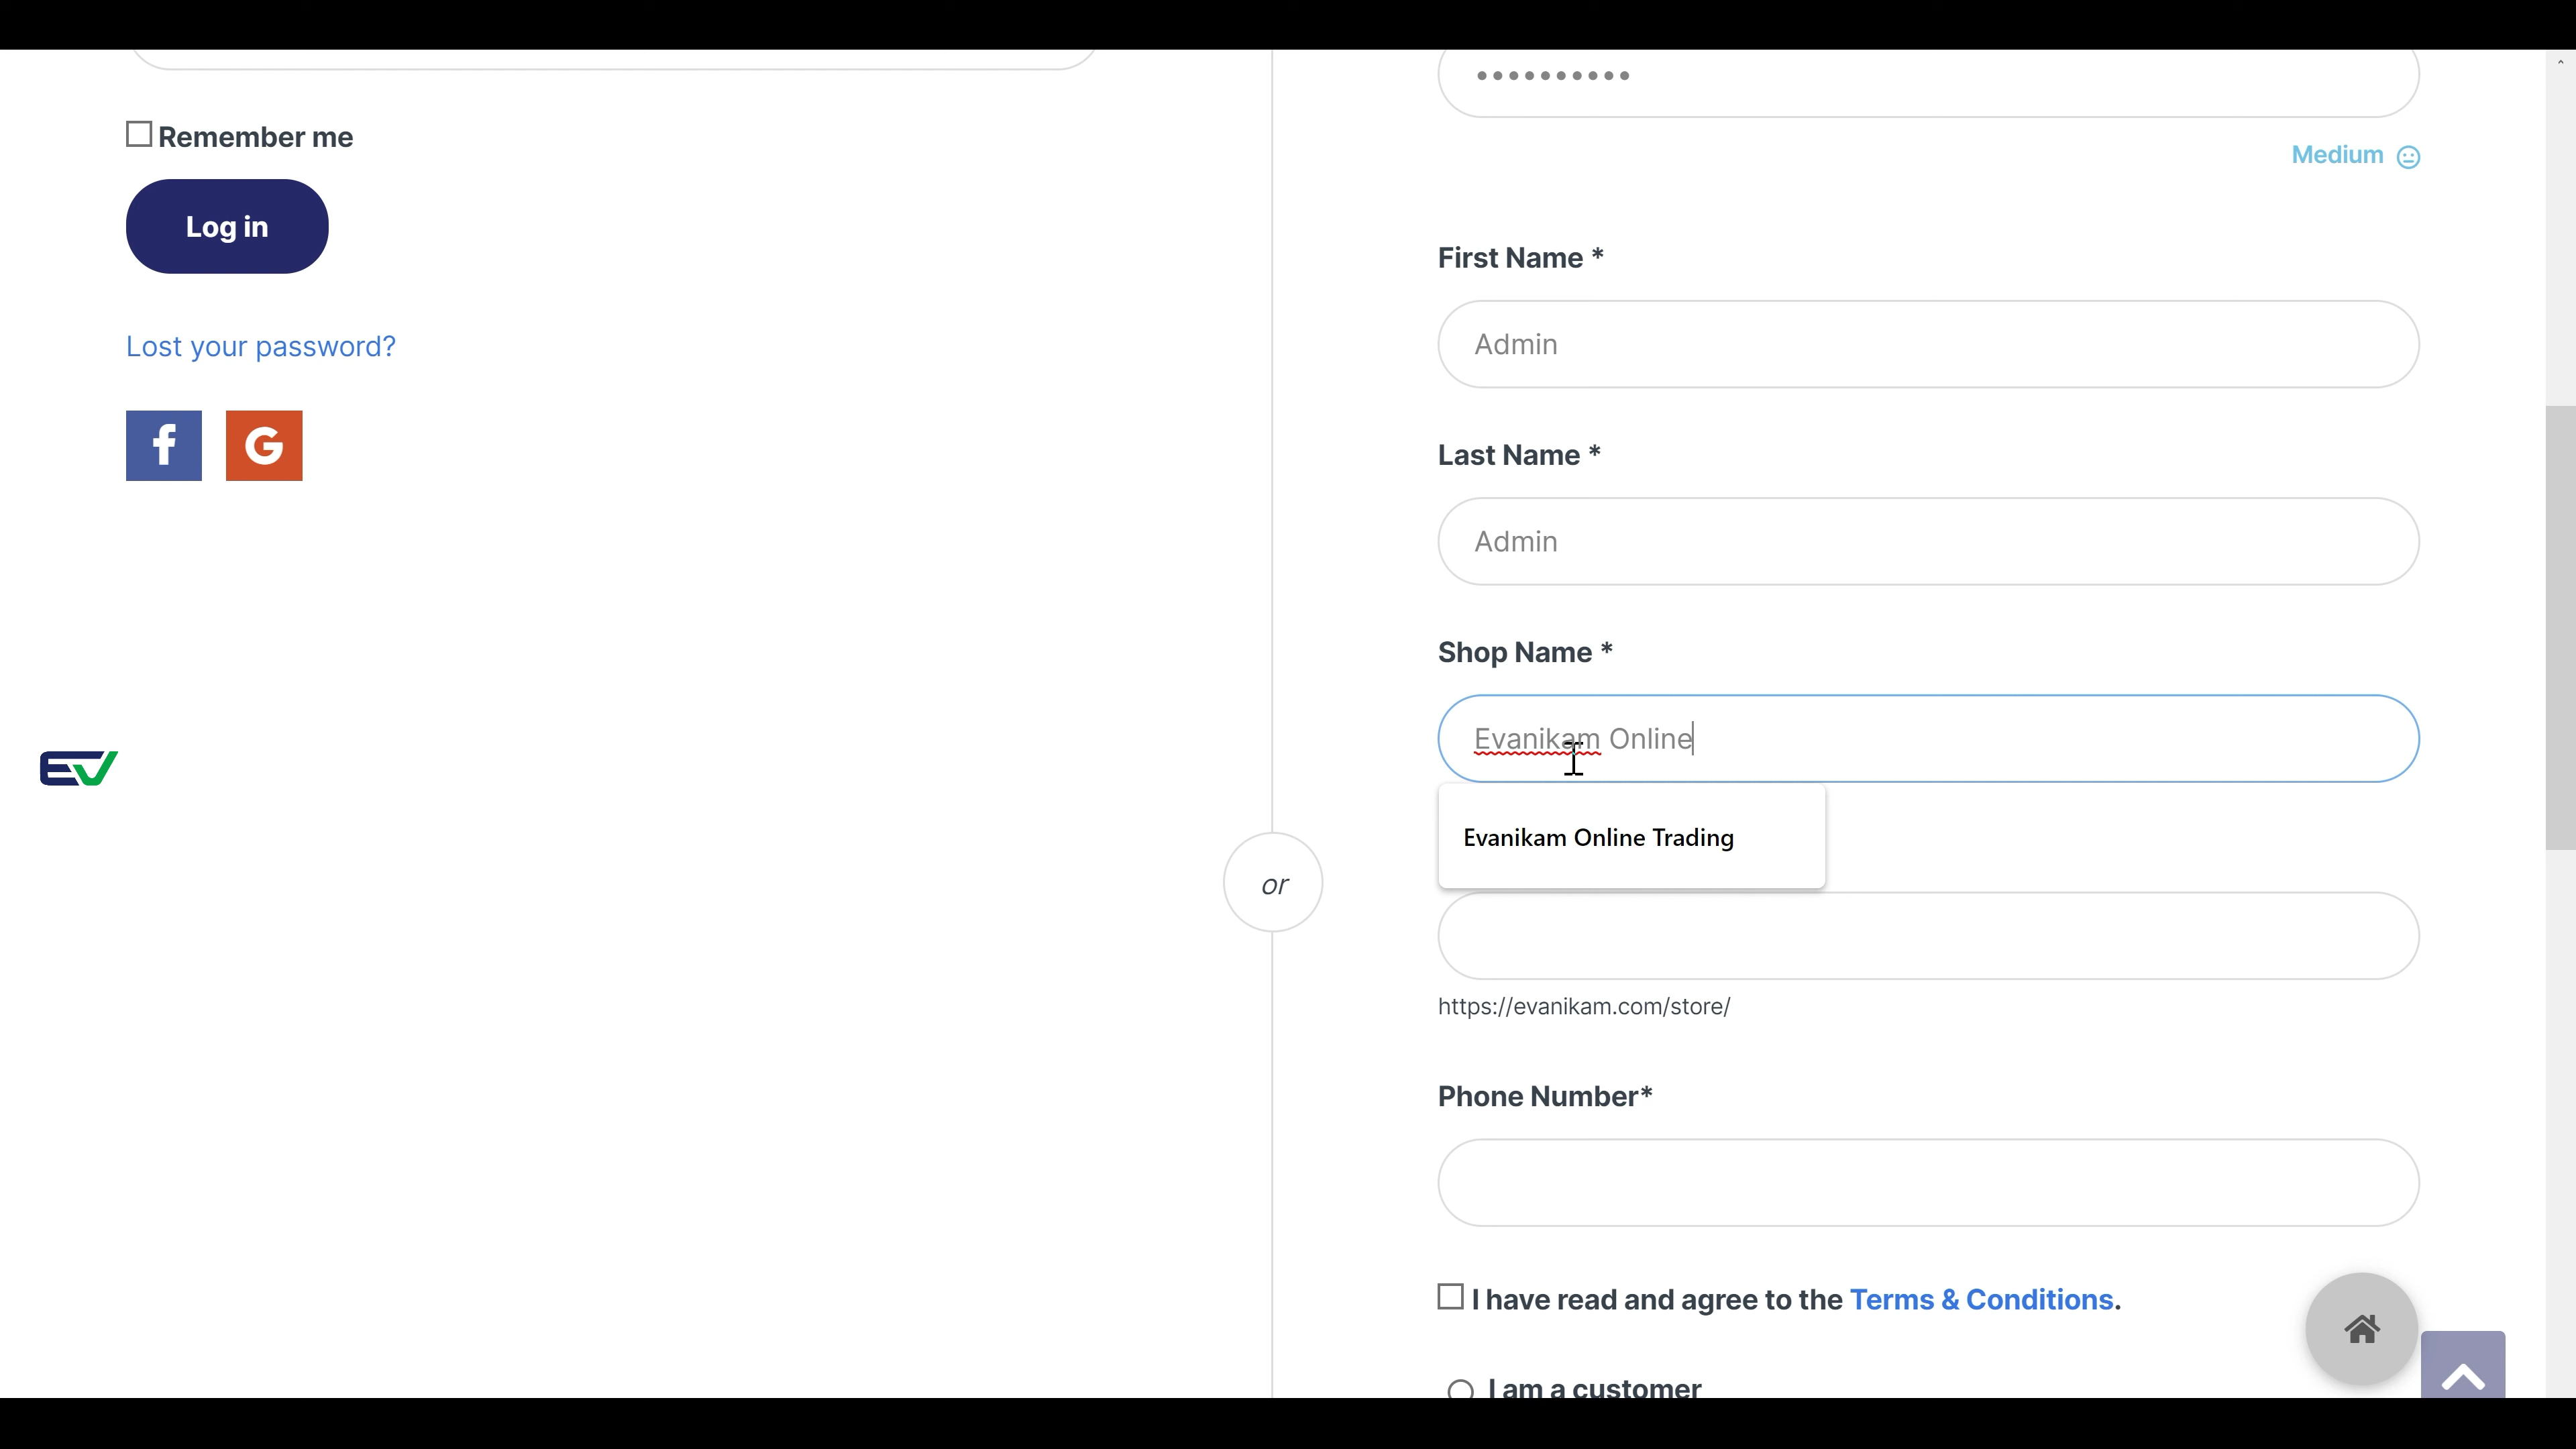 Remember me
Log in
Lost your password?
f G
EV
or
••••••••••
Medium
First Name *
Admin
Last Name *
Admin
Shop Name *
Evanikam Online
Evanikam Online Trading
https://evanikam.com/store/
Phone Number*
I have read and agree to the Terms & Conditions.
I am a customer